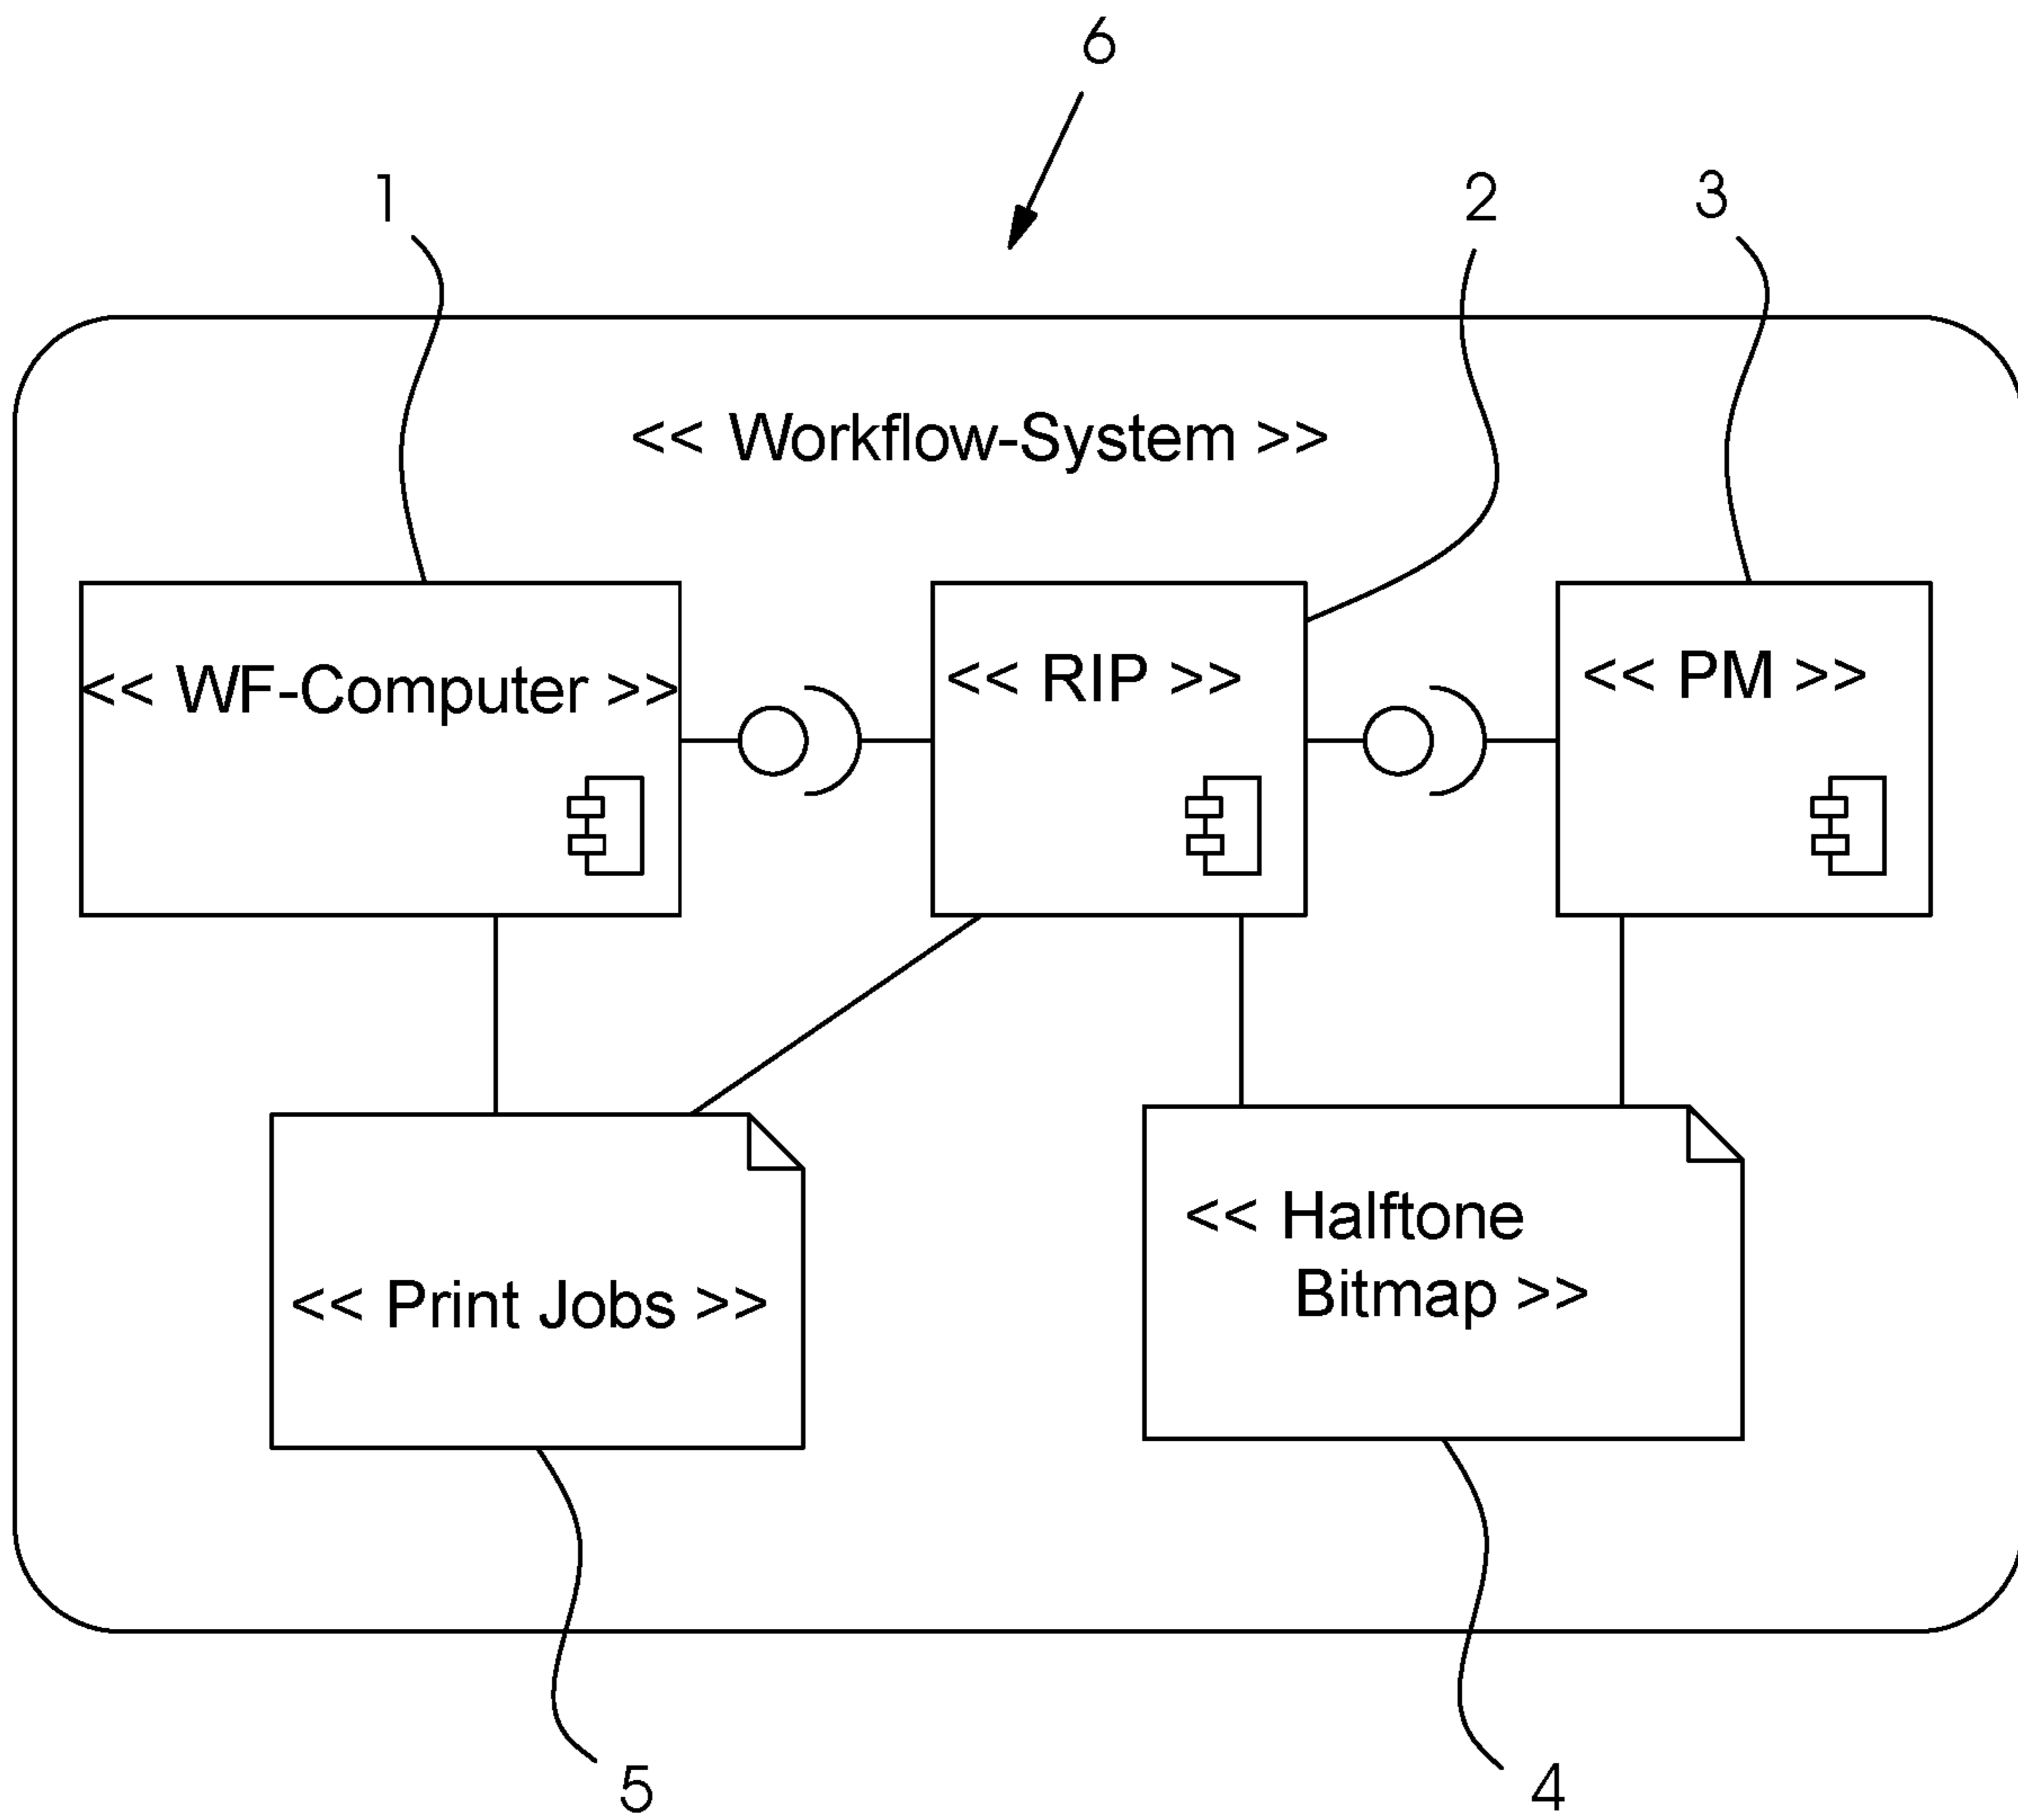 6
1
2
3
<< Workflow-System >>
<< WF-Computer >>
<< RIP >>
<< PM >>
<< Print Jobs >>
<< Halftone
Bitmap >>
5
4